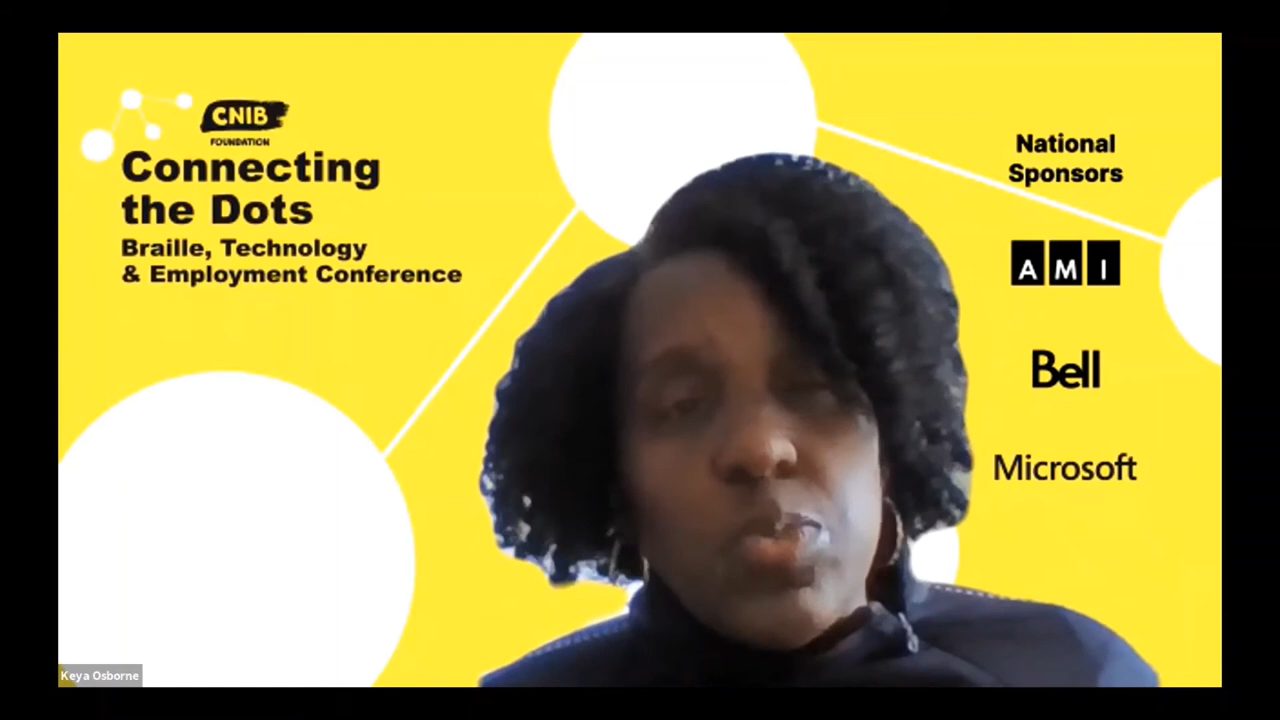 CNIB
FOUNDATION
Connecting
the Dots
Braille, Technology
& Employment Conference
National
Sponsors
AMI
Bell
Microsoft
Keya Osborne